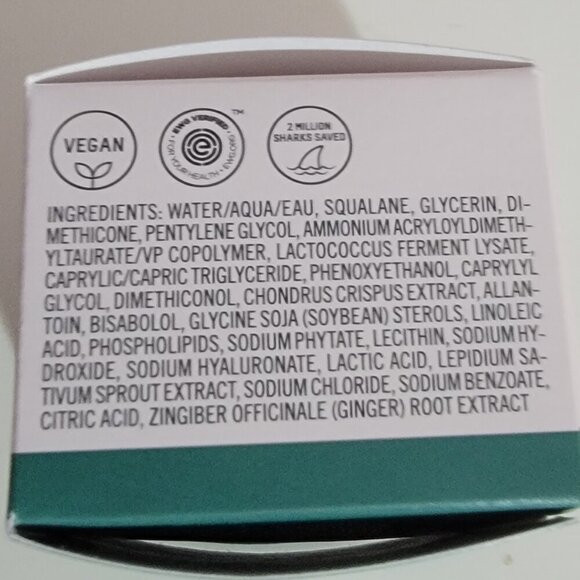 VEGAN
EWG VERIFIED
TM
FOR YOUR HEALTH • EWG.ORG
2 MILLION
SHARKS SAVED
INGREDIENTS: WATER/AQUA/EAU, SQUALANE, GLYCERIN, DI-
METHICONE, PENTYLENE GLYCOL, AMMONIUM ACRYLOYLDIMETH-
YLTAURATE/VP COPOLYMER, LACTOCOCCUS FERMENT LYSATE,
CAPRYLIC/CAPRIC TRIGLYCERIDE, PHENOXYETHANOL, CAPRYLYL
GLYCOL, DIMETHICONOL, CHONDRUS CRISPUS EXTRACT, ALLAN-
TOIN, BISABOLOL, GLYCINE SOJA (SOYBEAN) STEROLS, LINOLEIC
ACID, PHOSPHOLIPIDS, SODIUM PHYTATE, LECITHIN, SODIUM HY-
DROXIDE, SODIUM HYALURONATE, LACTIC ACID, LEPIDIUM SA-
TIVUM SPROUT EXTRACT, SODIUM CHLORIDE, SODIUM BENZOATE,
CITRIC ACID, ZINGIBER OFFICINALE (GINGER) ROOT EXTRACT